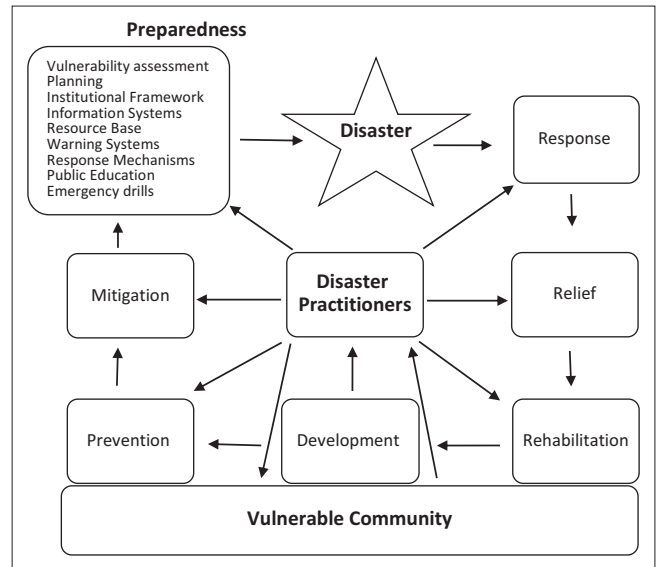 Preparedness
Vulnerability assessment
Planning
Institutional Framework
Information Systems
Resource Base
Warning Systems
Response Mechanisms
Public Education
Emergency drills
Disaster
Response
Mitigation
Disaster
Practitioners
Relief
Prevention
Development
Rehabilitation
Vulnerable Community